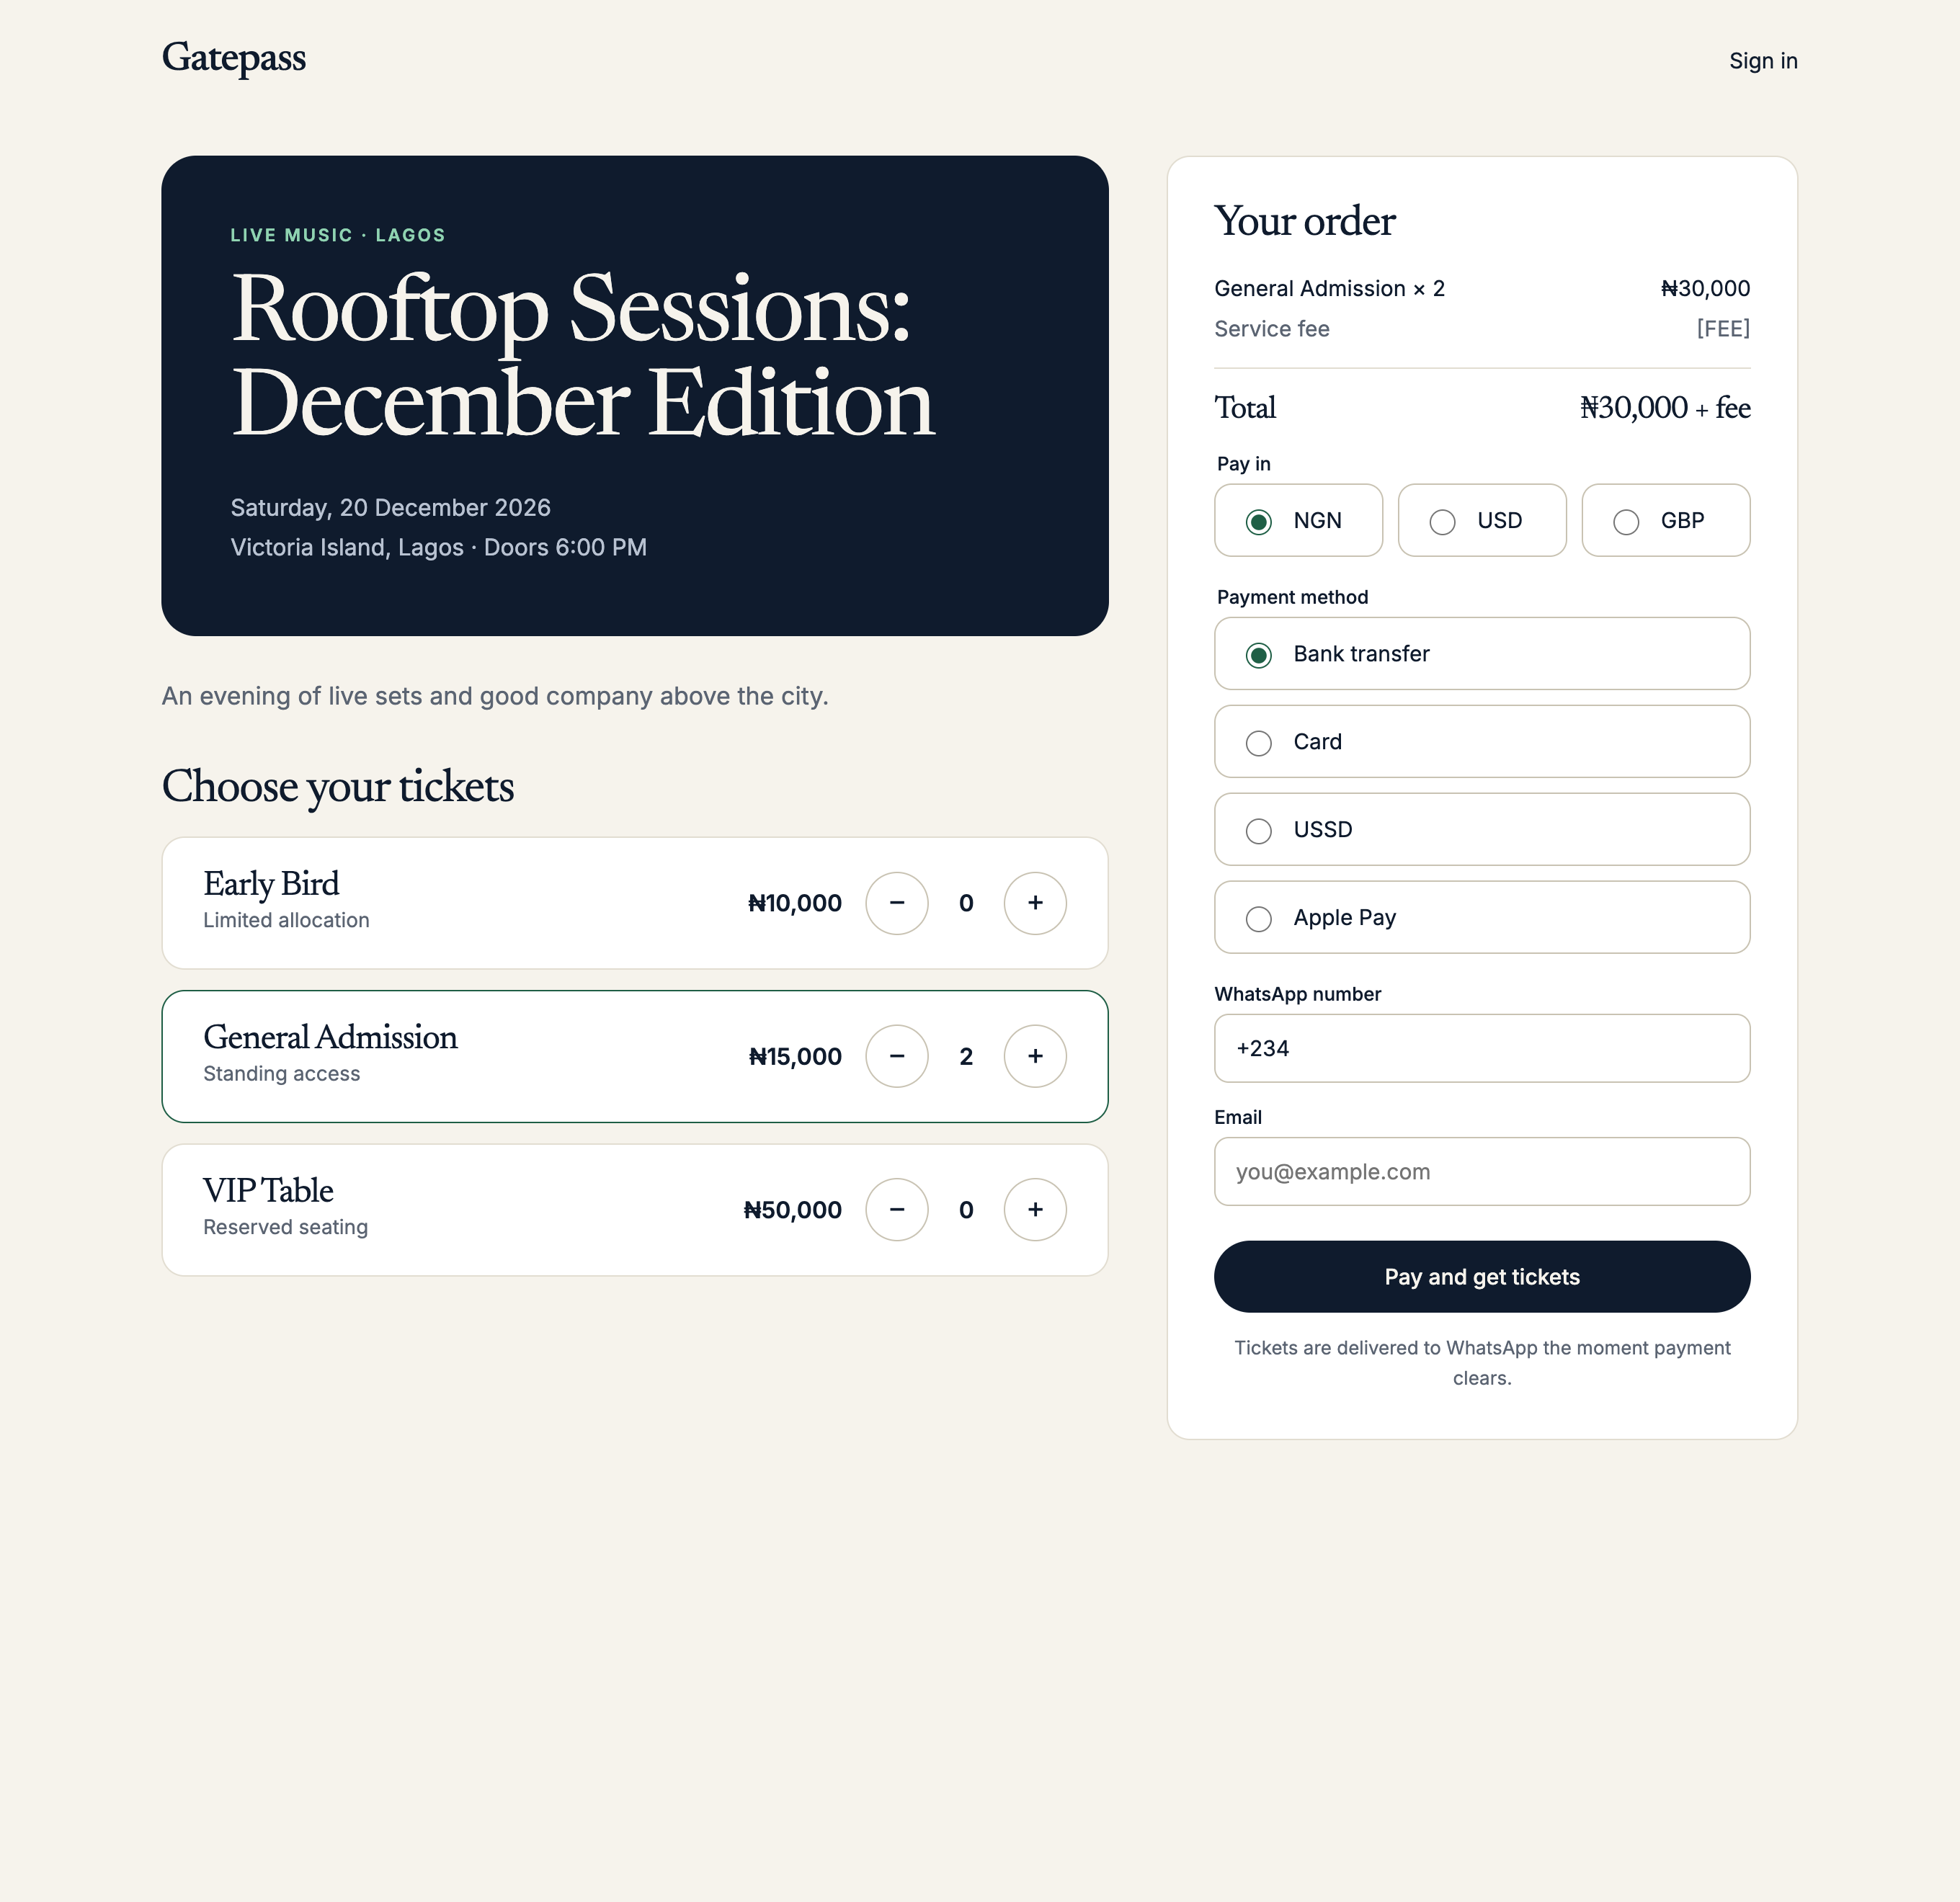 Gatepass
Sign in
LIVE MUSIC · LAGOS
Rooftop Sessions:
December Edition
Saturday, 20 December 2026
Victoria Island, Lagos · Doors 6:00 PM
An evening of live sets and good company above the city.
Choose your tickets
Early Bird
Limited allocation
₦10,000 − 0 +
General Admission
Standing access
₦15,000 − 2 +
VIP Table
Reserved seating
₦50,000 − 0 +
Your order
General Admission × 2 ₦30,000
Service fee [FEE]
Total ₦30,000 + fee
Pay in
NGN USD GBP
Payment method
Bank transfer
Card
USSD
Apple Pay
WhatsApp number
+234
Email
you@example.com
Pay and get tickets
Tickets are delivered to WhatsApp the moment payment
clears.